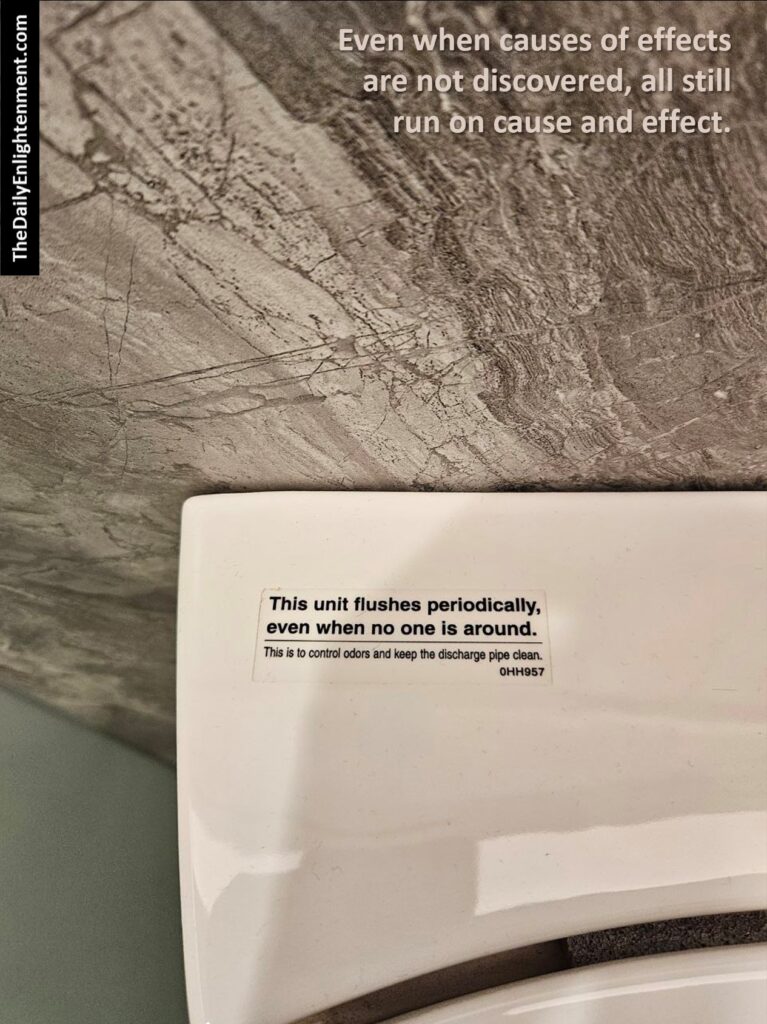 TheDailyEnlightenment.com
Even when causes of effects
are not discovered, all still
run on cause and effect.
This unit flushes periodically,
even when no one is around.
This is to control odors and keep the discharge pipe clean.
0HH957